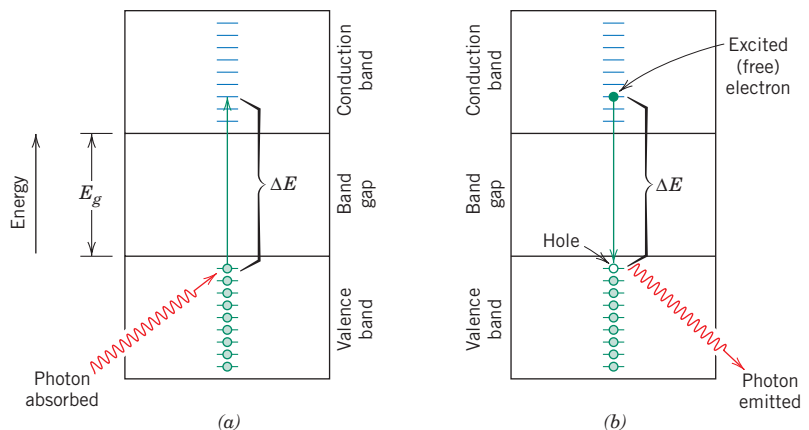 Energy
E_g
ΔE
Conduction
band
Band
gap
Valence
band
Photon
absorbed
(a)
Excited
(free)
electron
ΔE
Hole
Conduction
band
Band
gap
Valence
band
Photon
emitted
(b)